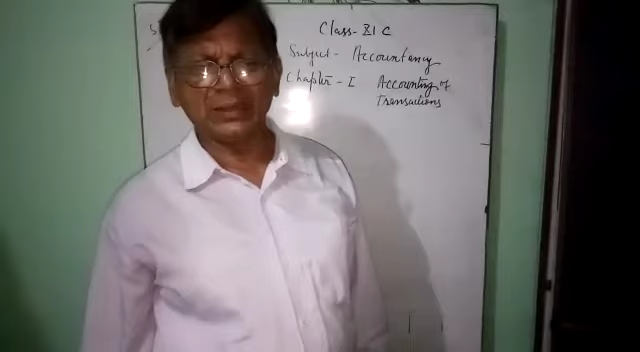 Class- XI C
Subject - Accountancy
Chapter - I Accounting of
Transactions